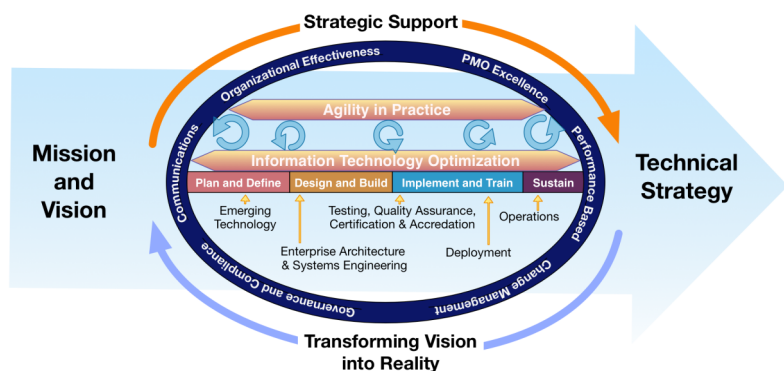 Strategic Support
Organizational Effectiveness
PMO Excellence
Agility in Practice
Mission
and
Vision
Communications
Performance Based
Technical
Strategy
Information Technology Optimization
Plan and Define
Design and Build
Implement and Train
Sustain
Emerging
Technology
Testing, Quality Assurance,
Certification & Accredation
Operations
Enterprise Architecture
& Systems Engineering
Deployment
Governance and Compliance
Change Management
Transforming Vision
into Reality